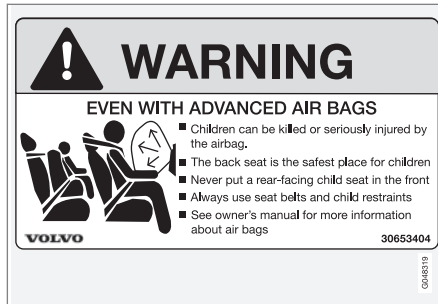 WARNING
EVEN WITH ADVANCED AIR BAGS
■ Children can be killed or seriously injured by
the airbag.
■ The back seat is the safest place for children
■ Never put a rear-facing child seat in the front
■ Always use seat belts and child restraints
■ See owner's manual for more information
about air bags
VOLVO
30653404
G048319